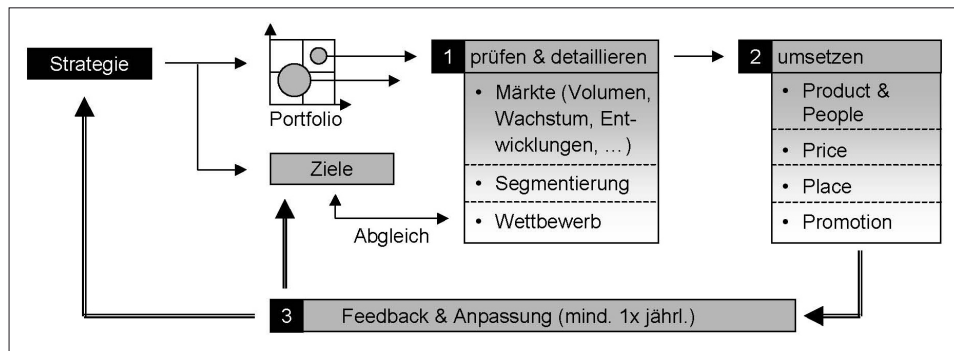 Strategie
Portfolio
Ziele
Abgleich
1 prüfen & detaillieren
• Märkte (Volumen,
Wachstum, Ent-
wicklungen, …)
• Segmentierung
• Wettbewerb
2 umsetzen
• Product &
People
• Price
• Place
• Promotion
3 Feedback & Anpassung (mind. 1x jährl.)